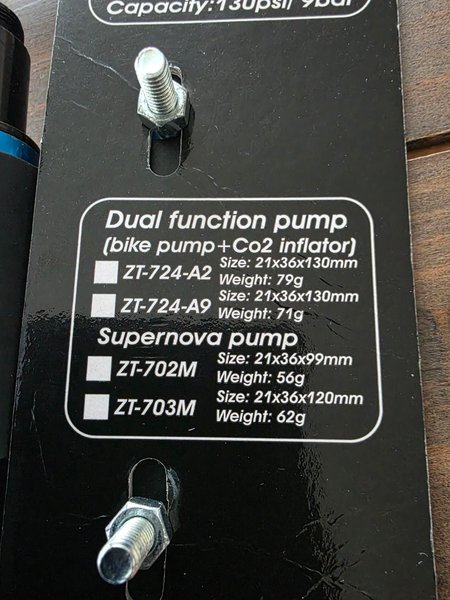 Capacity:130psi/ 9bar
Dual function pump
(bike pump+Co2 inflator)
ZT-724-A2 Size: 21x36x130mm
Weight: 79g
ZT-724-A9 Size: 21x36x130mm
Weight: 71g
Supernova pump
ZT-702M Size: 21x36x99mm
Weight: 56g
ZT-703M Size: 21x36x120mm
Weight: 62g